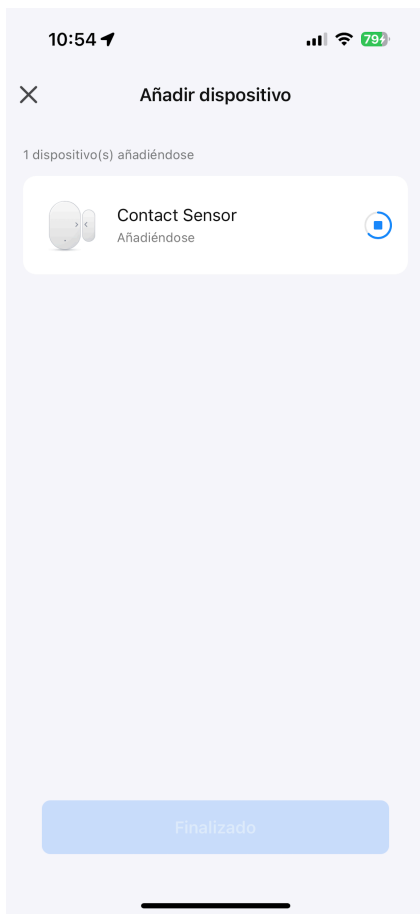 10:54
79
Añadir dispositivo
1 dispositivo(s) añadiéndose
Contact Sensor
Añadiéndose
Finalizado